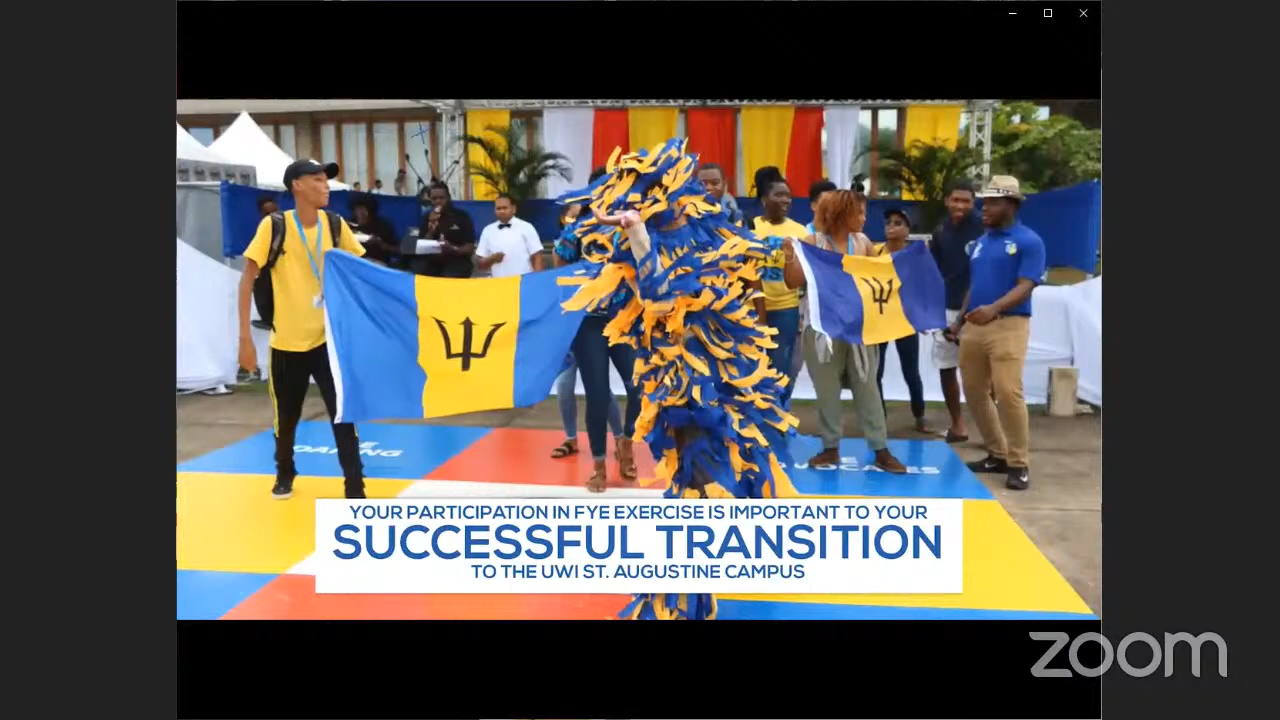 YOUR PARTICIPATION IN FYE EXERCISE IS IMPORTANT TO YOUR
SUCCESSFUL TRANSITION
TO THE UWI ST. AUGUSTINE CAMPUS
zoom